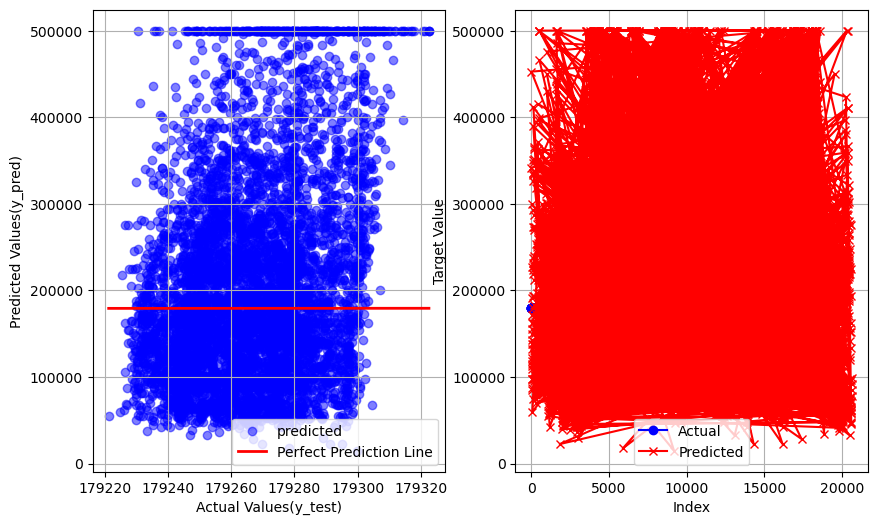 500000
400000
300000
200000
100000
0
Predicted Values(y_pred)
179220 179240 179260 179280 179300 179320
Actual Values(y_test)
predicted
Perfect Prediction Line
500000
400000
300000
200000
100000
0
Target Value
0 5000 10000 15000 20000
Index
Actual
Predicted